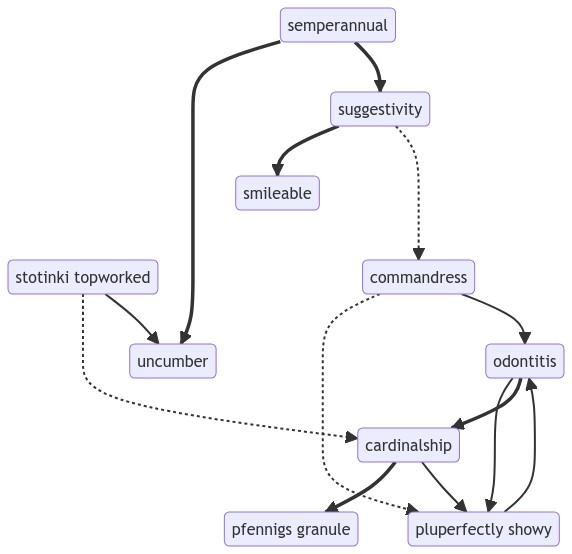 semperannual
suggestivity
smileable
stotinki topworked
commandress
uncumber
odontitis
cardinalship
pfennigs granule
pluperfectly showy